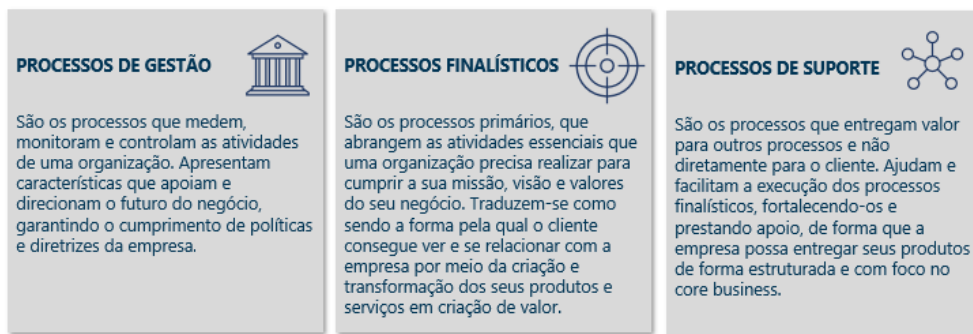 PROCESSOS DE GESTÃO
São os processos que medem,
monitoram e controlam as atividades
de uma organização. Apresentam
características que apoiam e
direcionam o futuro do negócio,
garantindo o cumprimento de políticas
e diretrizes da empresa.
PROCESSOS FINALÍSTICOS
São os processos primários, que
abrangem as atividades essenciais que
uma organização precisa realizar para
cumprir a sua missão, visão e valores
do seu negócio. Traduzem-se como
sendo a forma pela qual o cliente
consegue ver e se relacionar com a
empresa por meio da criação e
transformação dos seus produtos e
serviços em criação de valor.
PROCESSOS DE SUPORTE
São os processos que entregam valor
para outros processos e não
diretamente para o cliente. Ajudam e
facilitam a execução dos processos
finalísticos, fortalecendo-os e
prestando apoio, de forma que a
empresa possa entregar seus produtos
de forma estruturada e com foco no
core business.